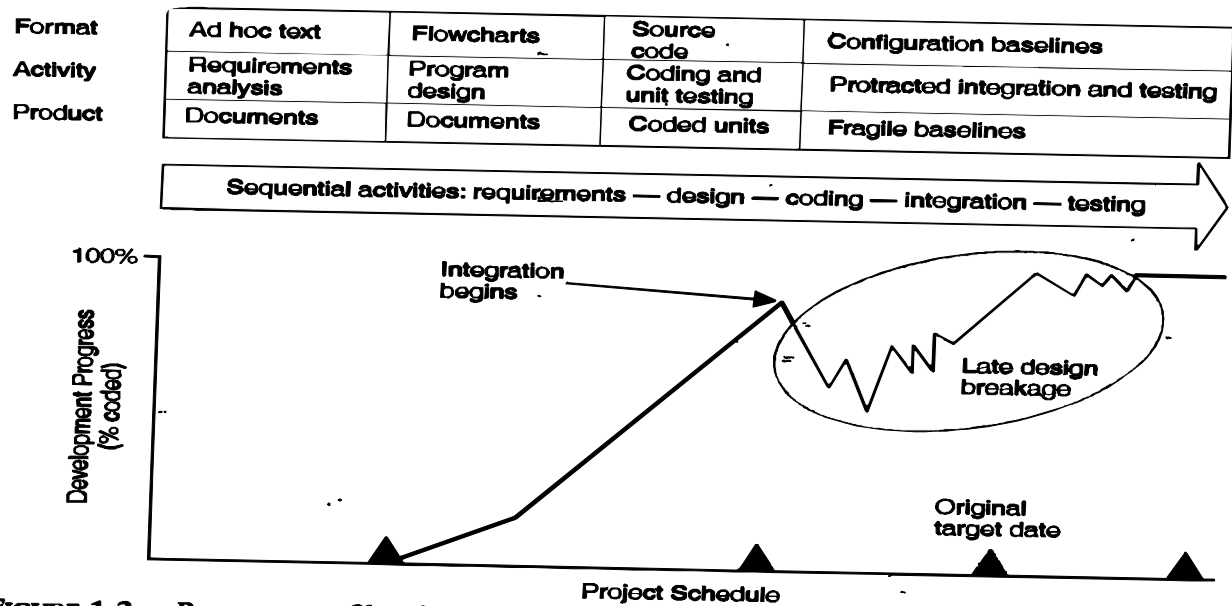 Format Ad hoc text Flowcharts Source code Configuration baselines
Activity Requirements analysis Program design Coding and unit testing Protracted integration and testing
Product Documents Documents Coded units Fragile baselines
Sequential activities: requirements — design — coding — integration — testing
100%
Integration
begins
Development Progress
(% coded)
Late design
breakage
Original
target date
Project Schedule